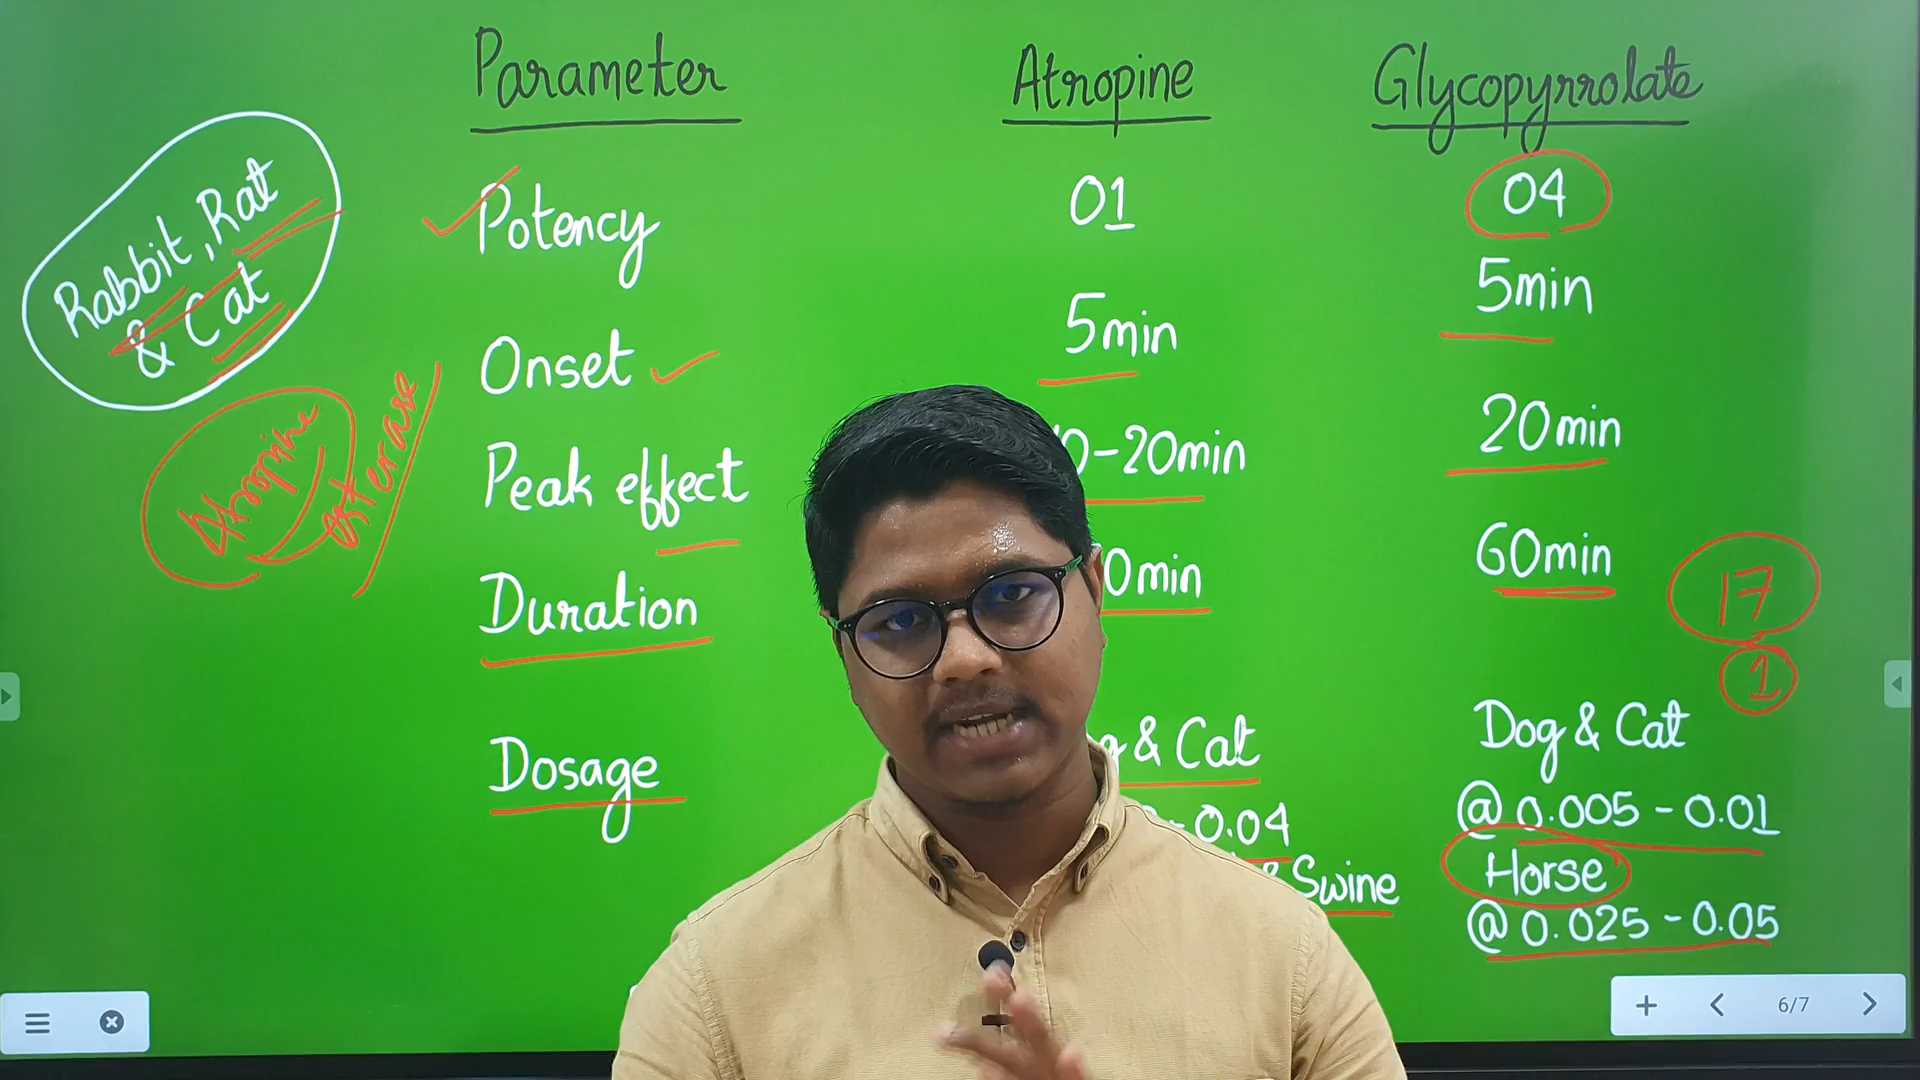 Parameter Atropine Glycopyrrolate
Rabbit, Rat
& Cat
Atropine
esterase
Potency 01 04
Onset 5min 5min
Peak effect 0-20min 20min
Duration 0min 60min
17
1
Dosage g & Cat Dog & Cat
- 0.04 @ 0.005 - 0.01
& Swine Horse
@ 0.025 - 0.05
6/7